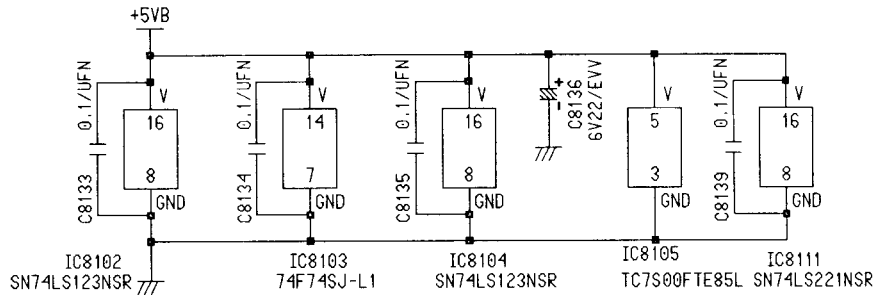 +5VB
0.1/UFN
C8133
V
16
8
GND
IC8102
SN74LS123NSR
0.1/UFN
C8134
V
14
7
GND
IC8103
74F74SJ-L1
0.1/UFN
C8135
V
16
8
GND
IC8104
SN74LS123NSR
+
-
C8136
6V22/EVV
V
5
3
GND
IC8105
TC7S00FTE85L
0.1/UFN
C8139
V
16
8
GND
IC8111
SN74LS221NSR